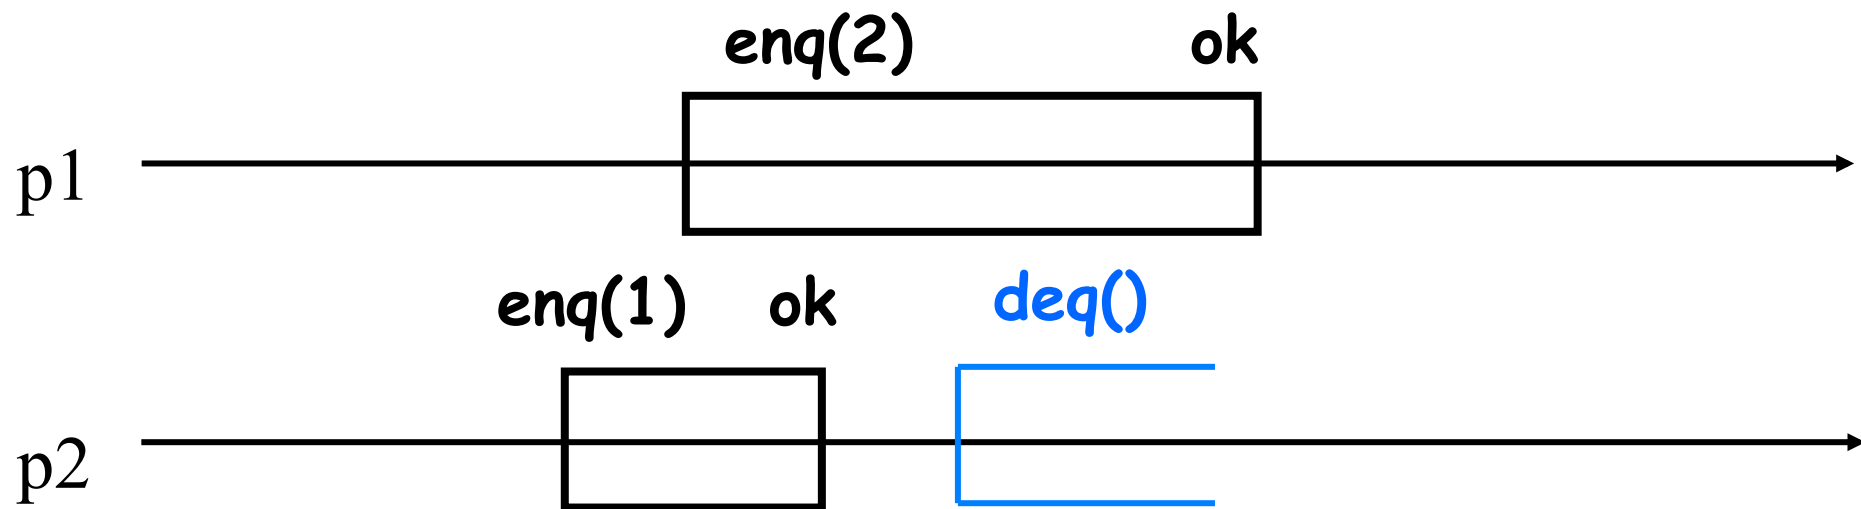 enq(2) ok
p1
enq(1) ok deq()
p2